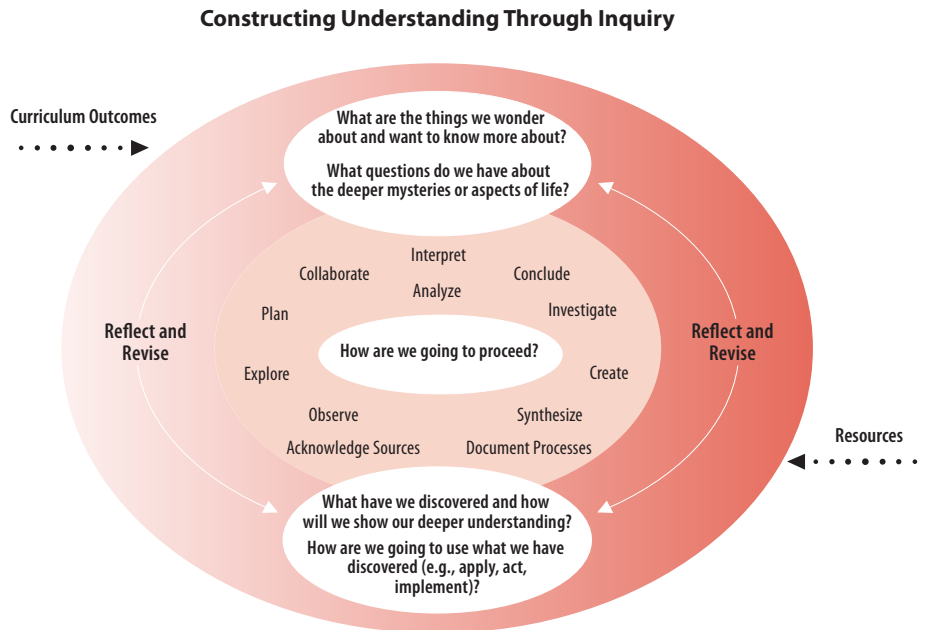 Constructing Understanding Through Inquiry
Curriculum Outcomes
What are the things we wonder
about and want to know more about?
What questions do we have about
the deeper mysteries or aspects of life?
Interpret
Collaborate
Conclude
Analyze
Plan
Investigate
Reflect and
Revise
How are we going to proceed?
Reflect and
Revise
Explore
Create
Observe
Synthesize
Acknowledge Sources
Document Processes
Resources
What have we discovered and how
will we show our deeper understanding?
How are we going to use what we have
discovered (e.g., apply, act,
implement)?